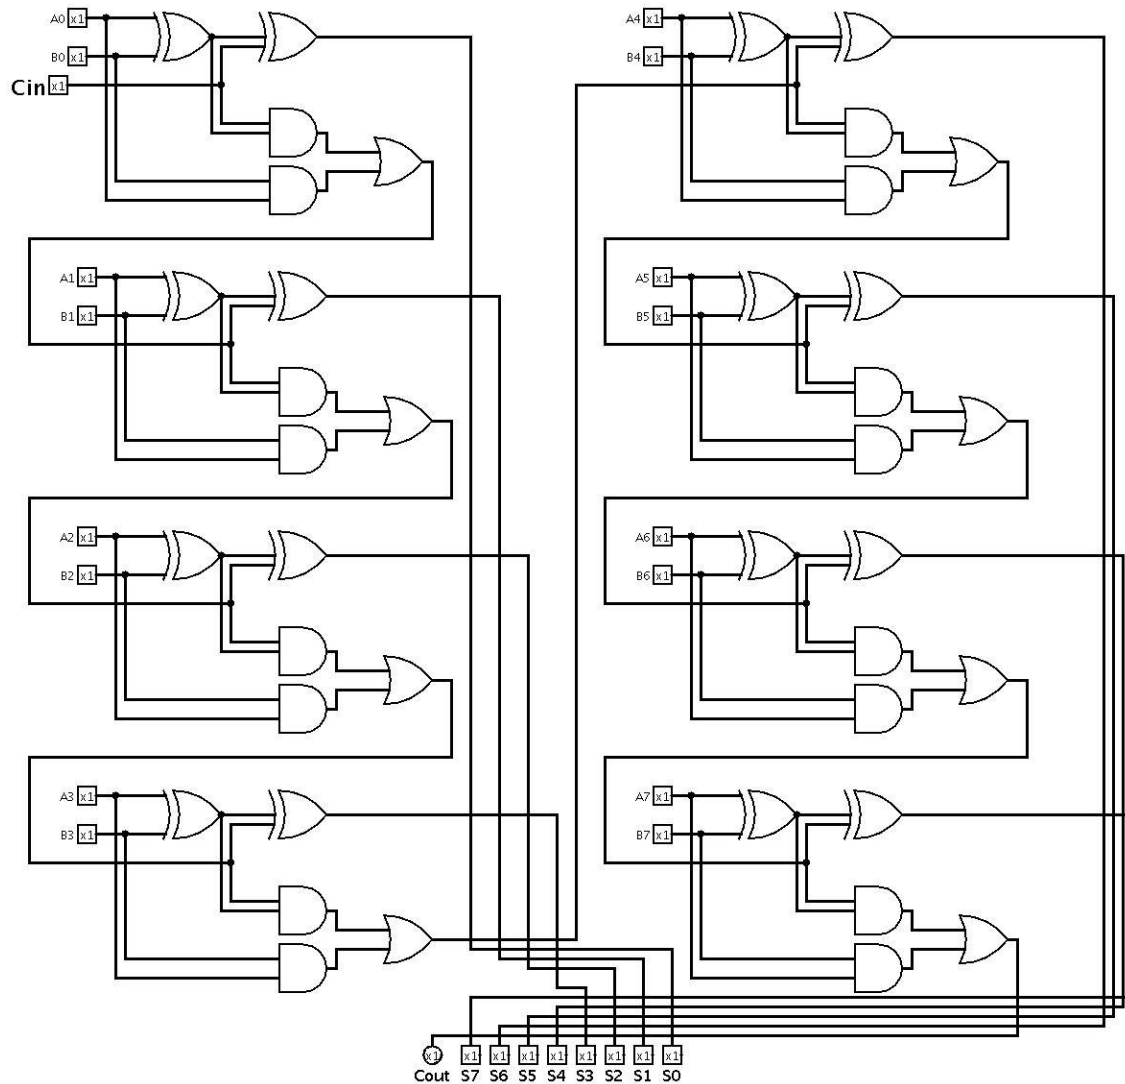 A0 x1 A4 x1
B0 x1 B4 x1
Cin x1
A1 x1 A5 x1
B1 x1 B5 x1
A2 x1 A6 x1
B2 x1 B6 x1
A3 x1 A7 x1
B3 x1 B7 x1
x1 x1 x1 x1 x1 x1 x1 x1 x1
Cout S7 S6 S5 S4 S3 S2 S1 S0